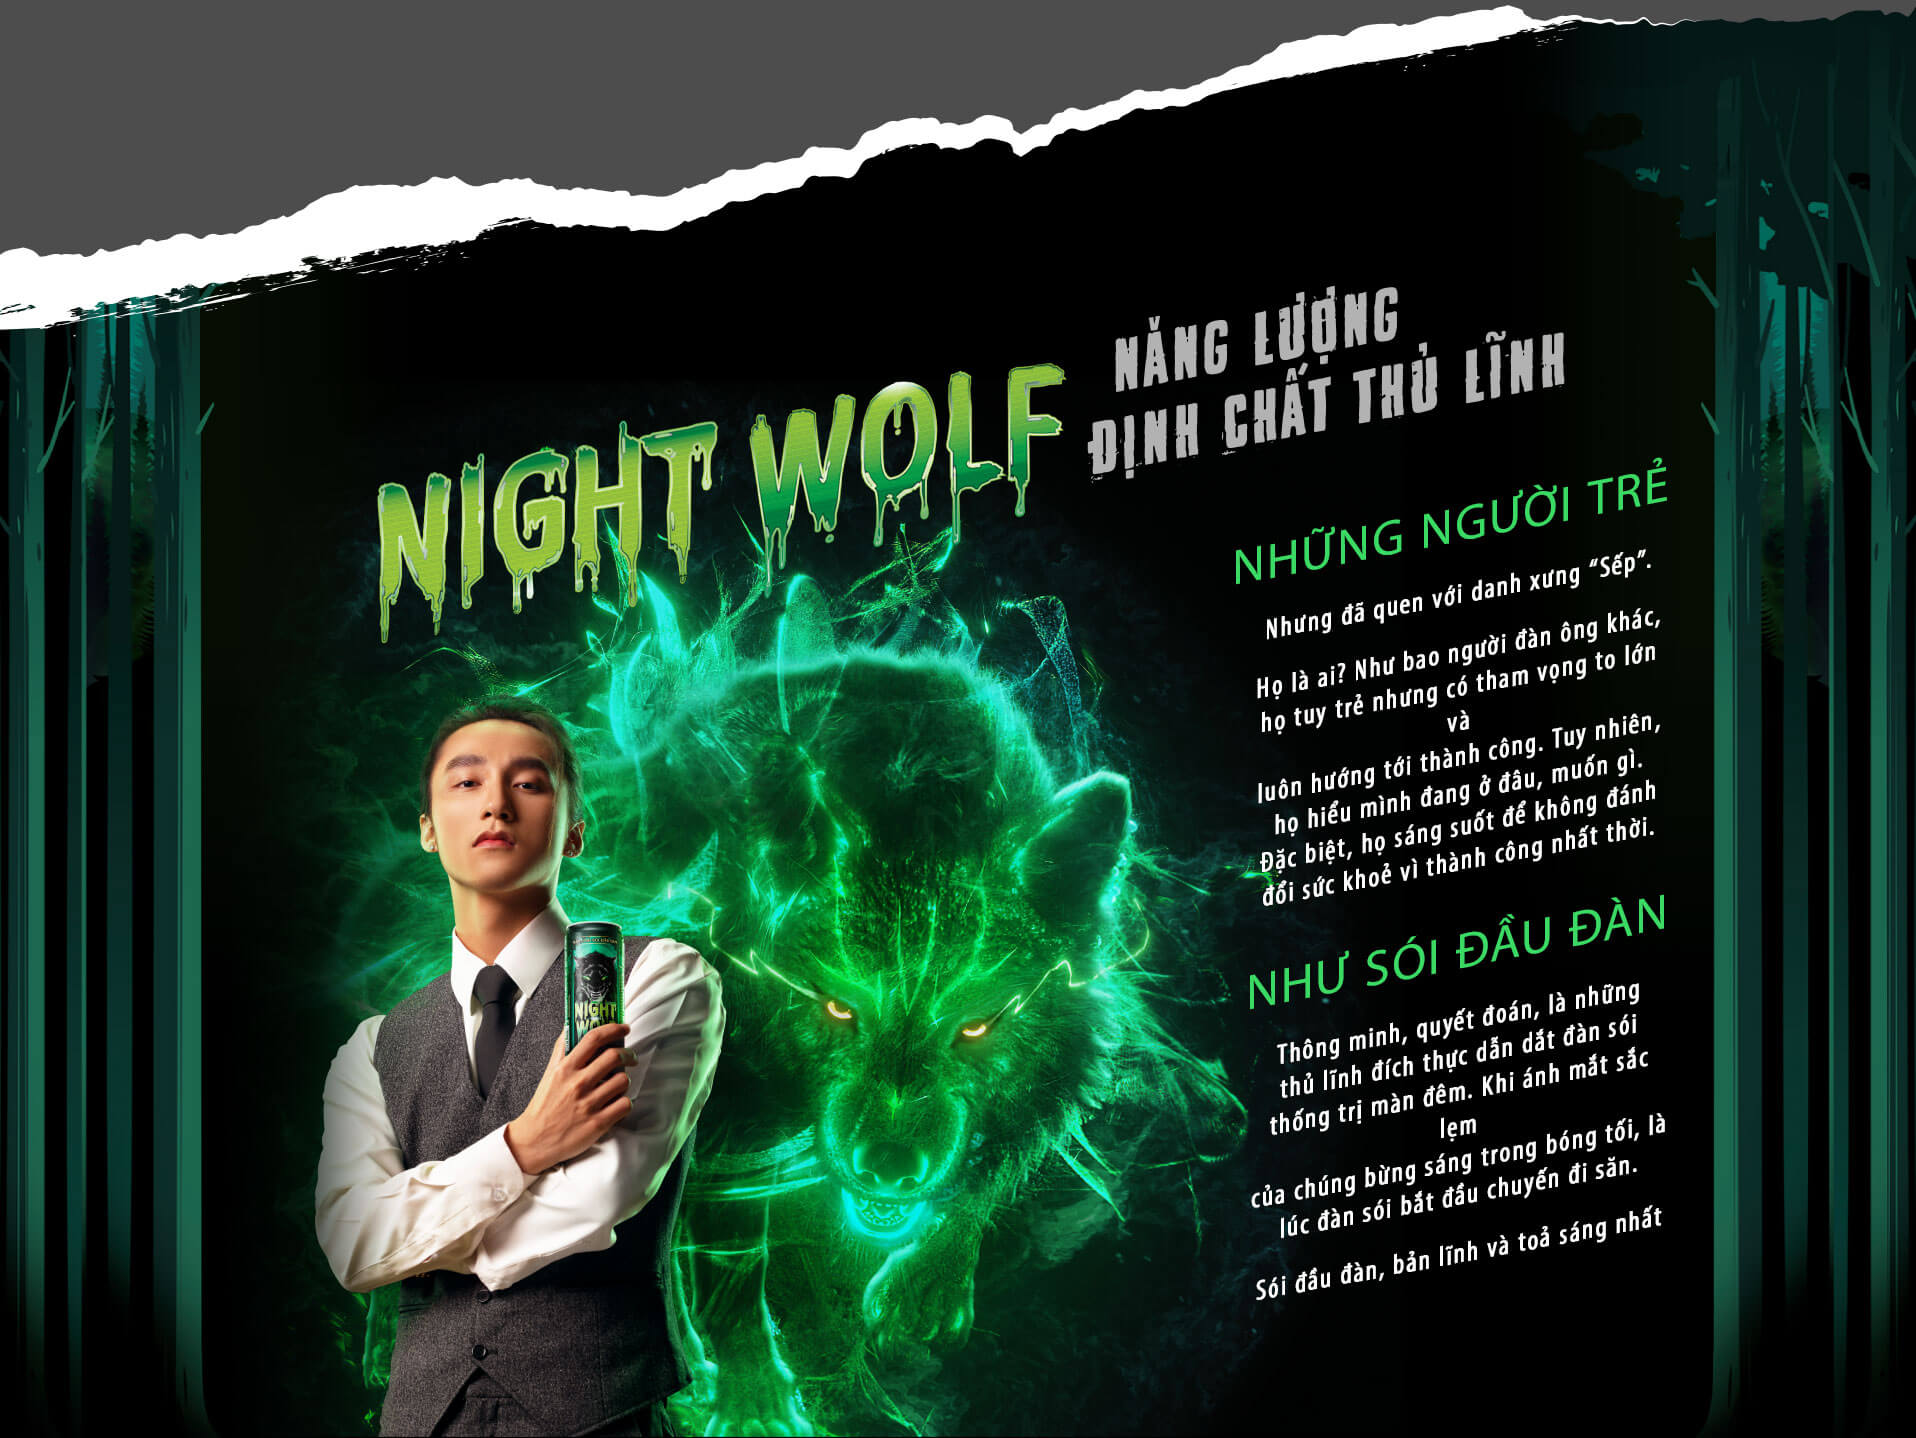 NIGHT WOLF
NĂNG LƯỢNG
ĐỊNH CHẤT THỦ LĨNH
NHỮNG NGƯỜI TRẺ
Nhưng đã quen với danh xưng “Sếp”.
Họ là ai? Như bao người đàn ông khác,
họ tuy trẻ nhưng có tham vọng to lớn
và
luôn hướng tới thành công. Tuy nhiên,
họ hiểu mình đang ở đâu, muốn gì.
Đặc biệt, họ sáng suốt để không đánh
đổi sức khoẻ vì thành công nhất thời.
NHƯ SÓI ĐẦU ĐÀN
Thông minh, quyết đoán, là những
thủ lĩnh đích thực dẫn dắt đàn sói
thống trị màn đêm. Khi ánh mắt sắc
lẹm
của chúng bừng sáng trong bóng tối, là
lúc đàn sói bắt đầu chuyến đi săn.
Sói đầu đàn, bản lĩnh và toả sáng nhất
NIGHT